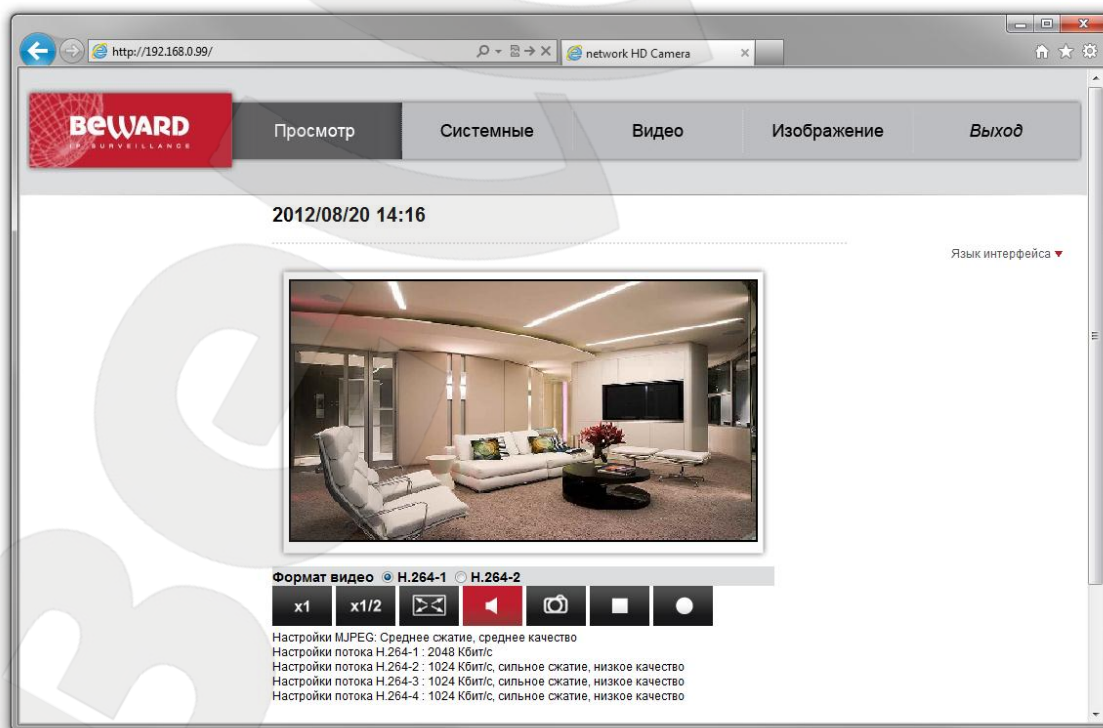 http://192.168.0.99/
network HD Camera
BEWARD
IP SURVEILLANCE
Просмотр Системные Видео Изображение Выход
2012/08/20 14:16
Язык интерфейса
Формат видео H.264-1 H.264-2
x1 x1/2
Настройки MJPEG: Среднее сжатие, среднее качество
Настройки потока H.264-1 : 2048 Кбит/с
Настройки потока H.264-2 : 1024 Кбит/с, сильное сжатие, низкое качество
Настройки потока H.264-3 : 1024 Кбит/с, сильное сжатие, низкое качество
Настройки потока H.264-4 : 1024 Кбит/с, сильное сжатие, низкое качество